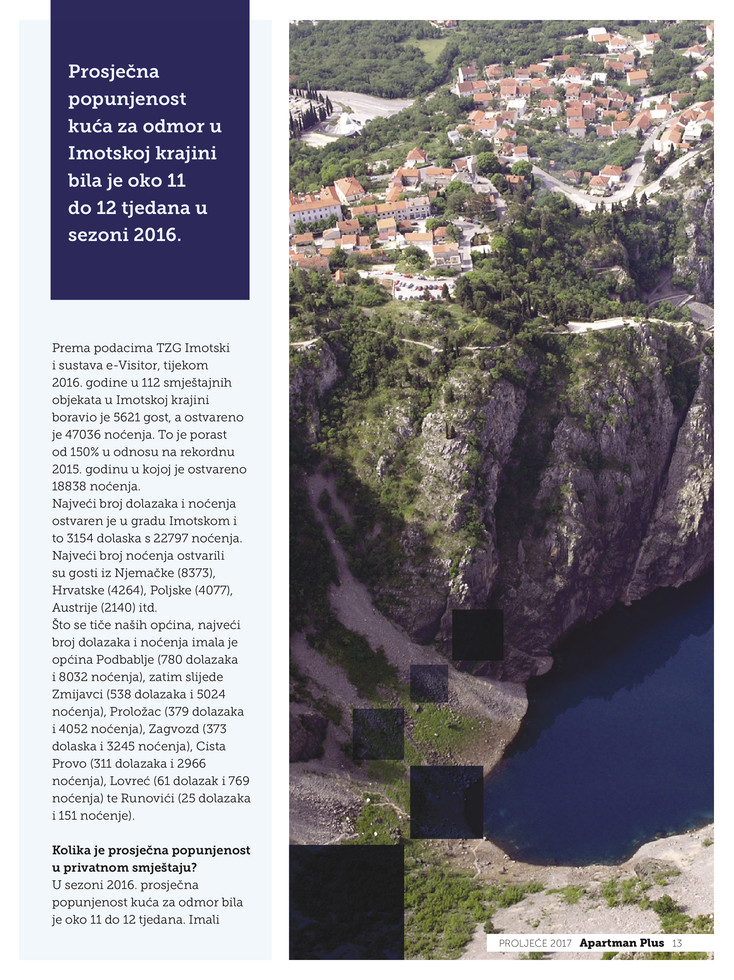 Prosječna
popunjenost
kuća za odmor u
Imotskoj krajini
bila je oko 11
do 12 tjedana u
sezoni 2016.
Prema podacima TZG Imotski
i sustava e-Visitor, tijekom
2016. godine u 112 smještajnih
objekata u Imotskoj krajini
boravio je 5621 gost, a ostvareno
je 47036 noćenja. To je porast
od 150% u odnosu na rekordnu
2015. godinu u kojoj je ostvareno
18838 noćenja.
Najveći broj dolazaka i noćenja
ostvaren je u gradu Imotskom i
to 3154 dolaska s 22797 noćenja.
Najveći broj noćenja ostvarili
su gosti iz Njemačke (8373),
Hrvatske (4264), Poljske (4077),
Austrije (2140) itd.
Što se tiče naših općina, najveći
broj dolazaka i noćenja imala je
općina Podbablje (780 dolazaka
i 8032 noćenja), zatim slijede
Zmijavci (538 dolazaka i 5024
noćenja), Proložac (379 dolazaka
i 4052 noćenja), Zagvozd (373
dolaska i 3245 noćenja), Cista
Provo (311 dolazaka i 2966
noćenja), Lovreć (61 dolazak i 769
noćenja) te Runovići (25 dolazaka
i 151 noćenje).
Kolika je prosječna popunjenost
u privatnom smještaju?
U sezoni 2016. prosječna
popunjenost kuća za odmor bila
je oko 11 do 12 tjedana. Imali
PROLJEĆE 2017 Apartman Plus 13